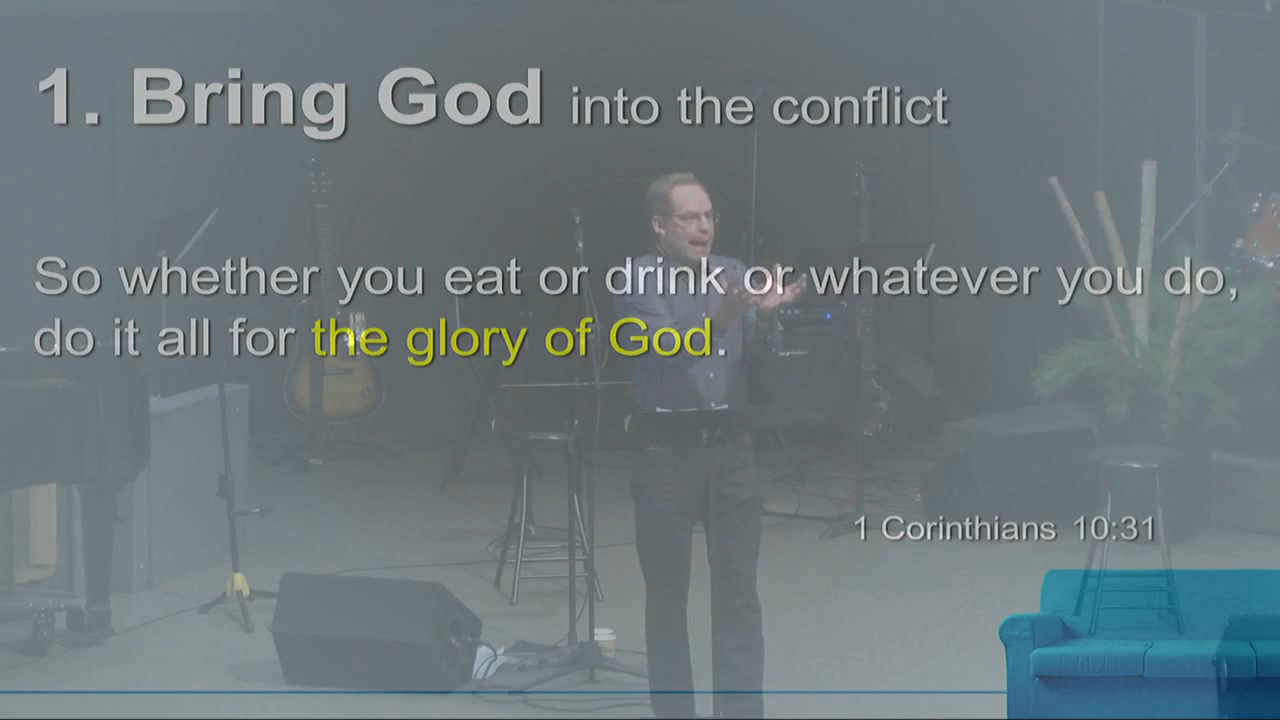 1. Bring God into the conflict
So whether you eat or drink or whatever you do,
do it all for the glory of God.
1 Corinthians 10:31